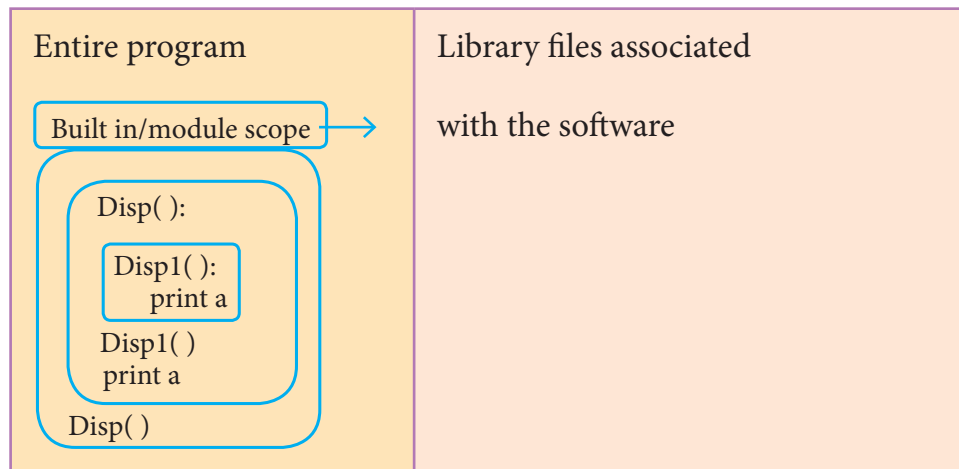 Entire program
Built in/module scope
Disp( ):
Disp1( ):
print a
Disp1( )
print a
Disp( )
Library files associated
with the software